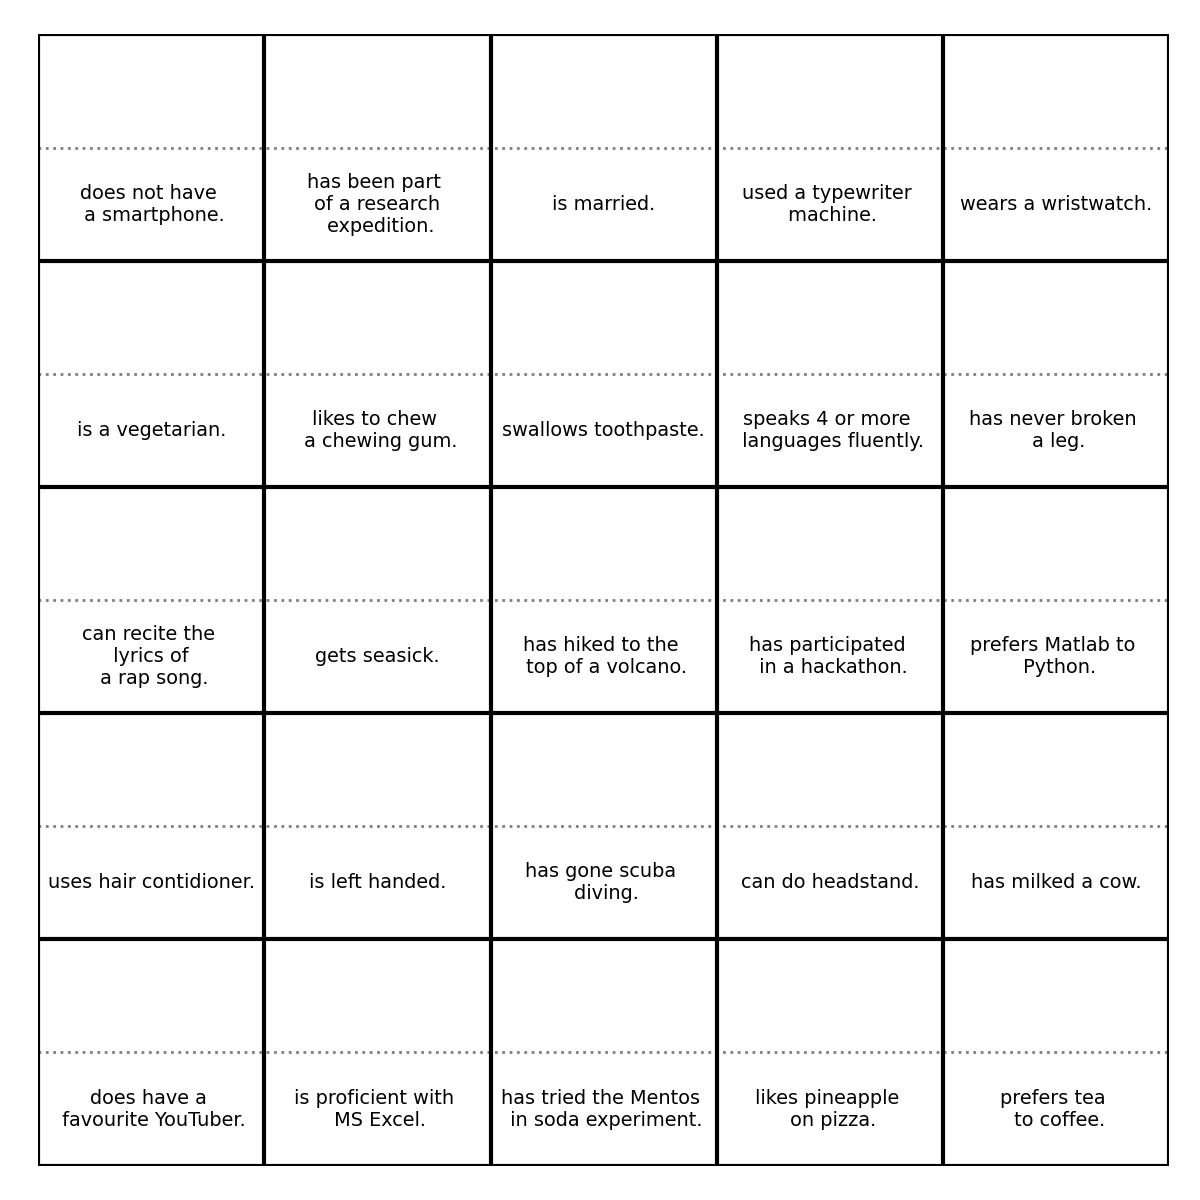 does not have
a smartphone.
has been part
of a research
expedition.
is married.
used a typewriter
machine.
wears a wristwatch.
is a vegetarian.
likes to chew
a chewing gum.
swallows toothpaste.
speaks 4 or more
languages fluently.
has never broken
a leg.
can recite the
lyrics of
a rap song.
gets seasick.
has hiked to the
top of a volcano.
has participated
in a hackathon.
prefers Matlab to
Python.
uses hair contidioner.
is left handed.
has gone scuba
diving.
can do headstand.
has milked a cow.
does have a
favourite YouTuber.
is proficient with
MS Excel.
has tried the Mentos
in soda experiment.
likes pineapple
on pizza.
prefers tea
to coffee.